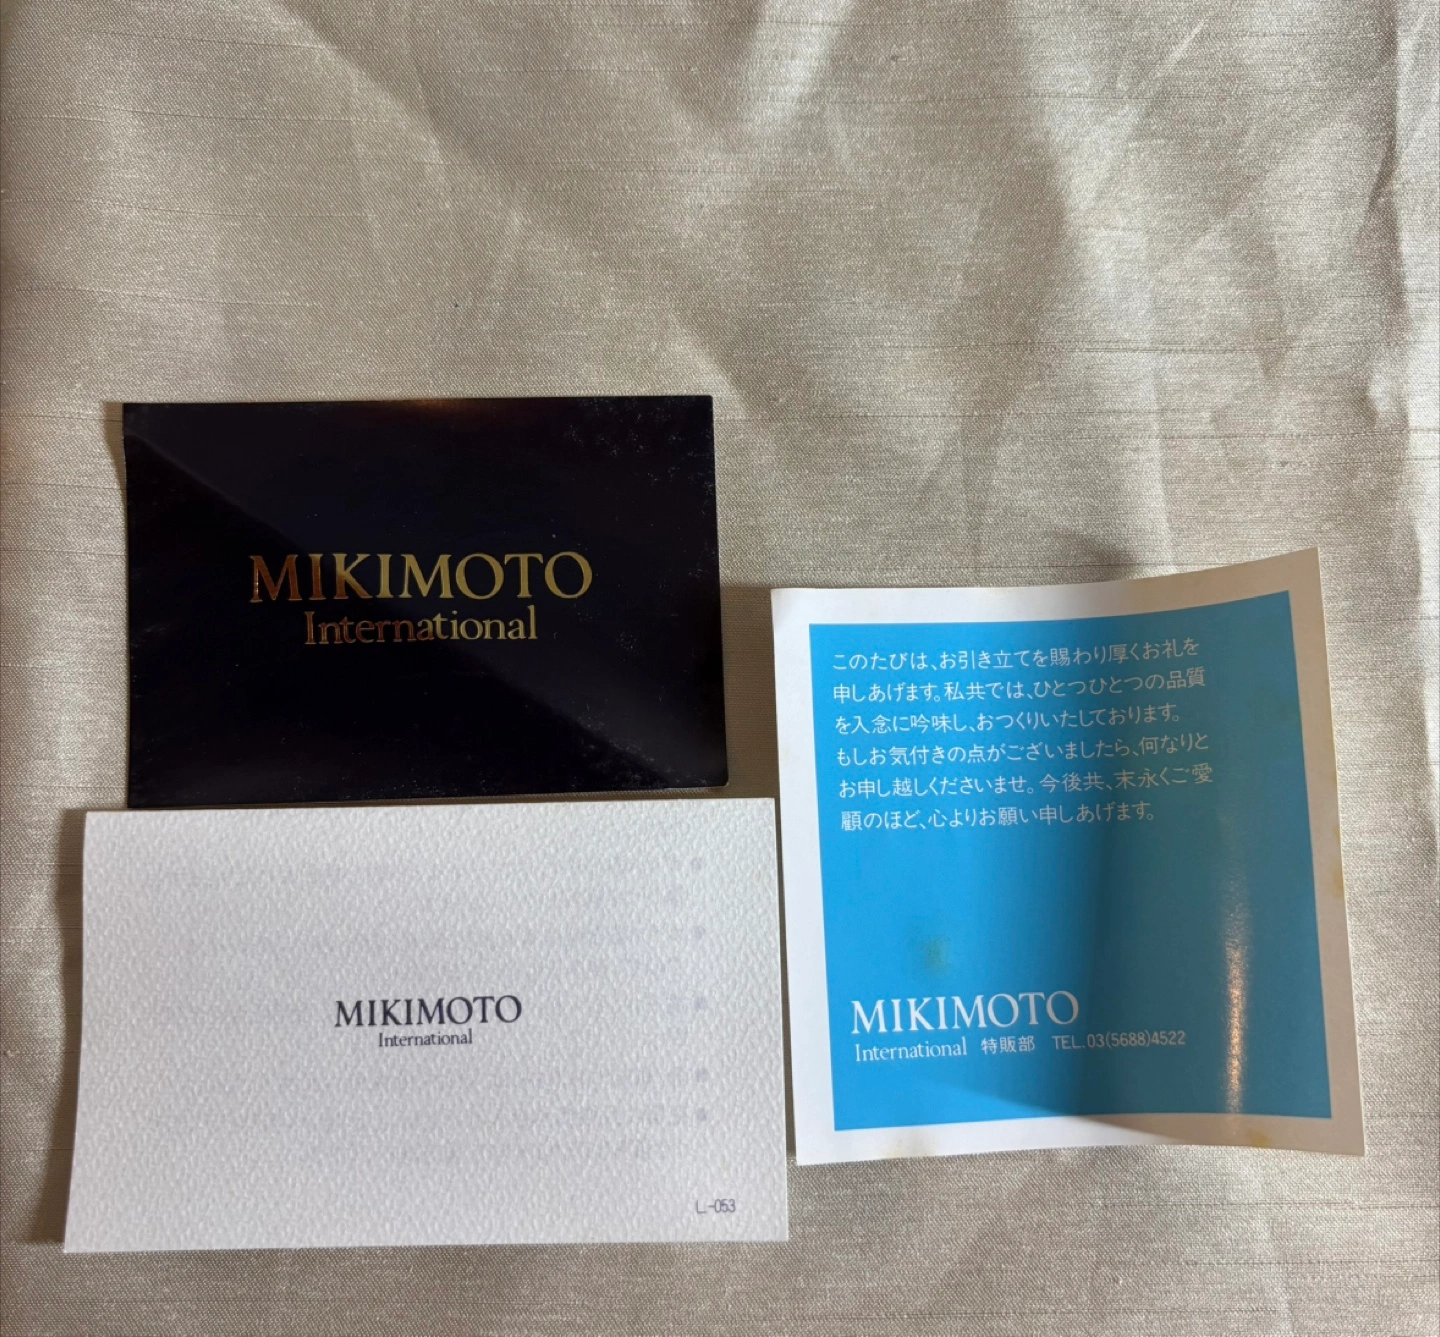 MIKIMOTO
International
このたびは、お引き立てを賜わり厚くお礼を
申しあげます。私共では、ひとつひとつの品質
を入念に吟味し、おつくりいたしております。
もしお気付きの点がございましたら、何なりと
お申し越しくださいませ。今後共、末永くご愛
顧のほど、心よりお願い申しあげます。
MIKIMOTO
International 特販部 TEL.03(5688)4522
MIKIMOTO
International
L-053